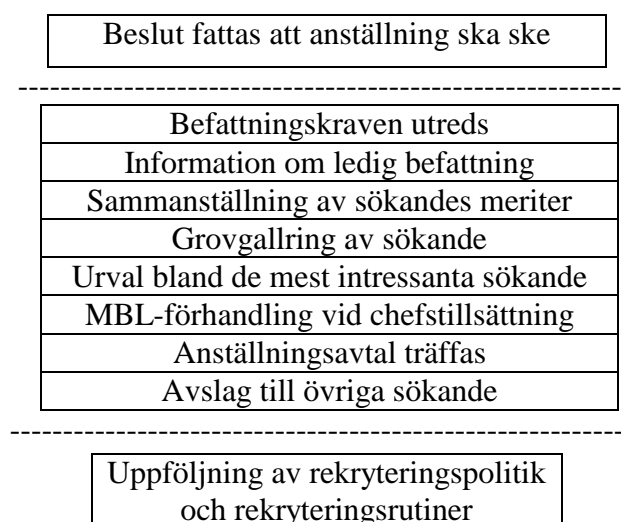 Beslut fattas att anställning ska ske
Befattningskraven utreds
Information om ledig befattning
Sammanställning av sökandes meriter
Grovgallring av sökande
Urval bland de mest intressanta sökande
MBL-förhandling vid chefstillsättning
Anställningsavtal träffas
Avslag till övriga sökande
Uppföljning av rekryteringspolitik
och rekryteringsrutiner